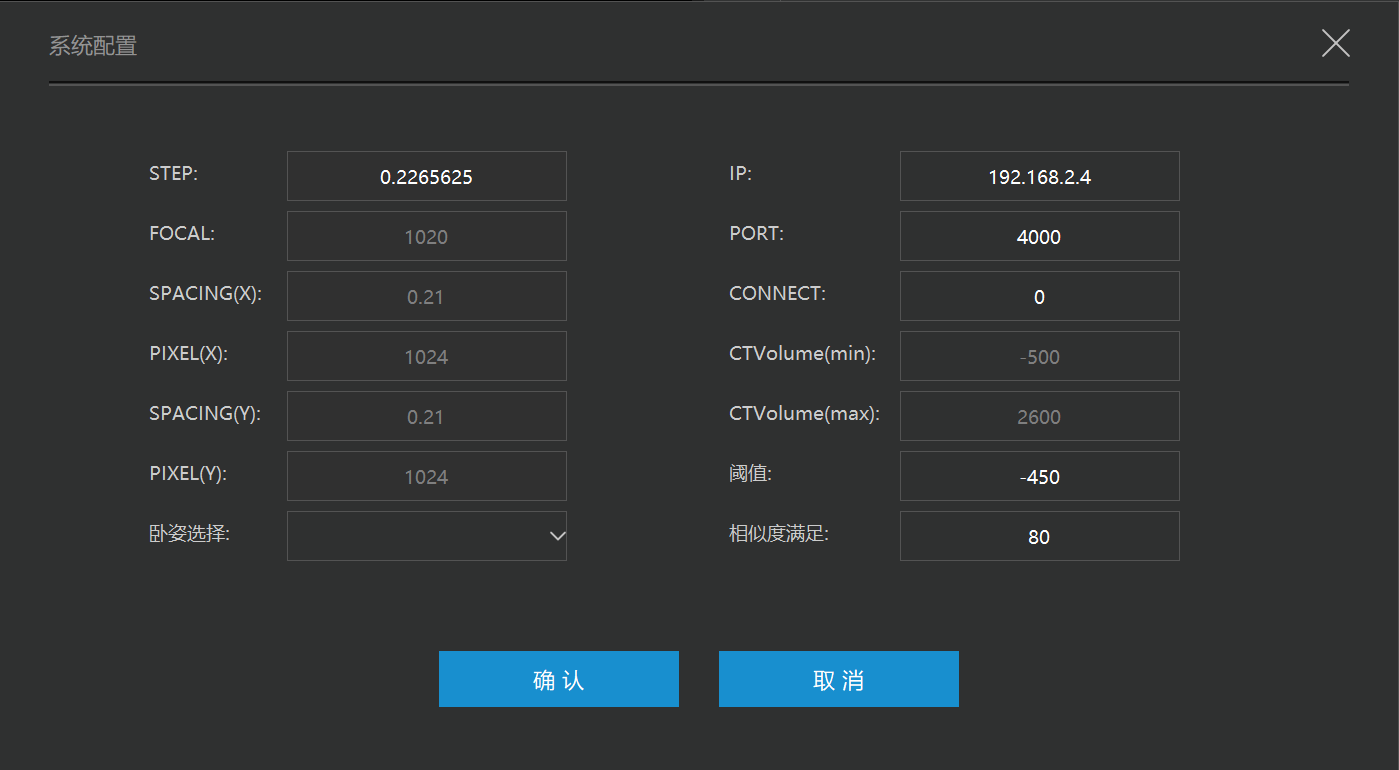 系统配置
STEP: 0.2265625
FOCAL: 1020
SPACING(X): 0.21
PIXEL(X): 1024
SPACING(Y): 0.21
PIXEL(Y): 1024
卧姿选择:
IP: 192.168.2.4
PORT: 4000
CONNECT: 0
CTVolume(min): -500
CTVolume(max): 2600
阈值: -450
相似度满足: 80
确 认
取 消